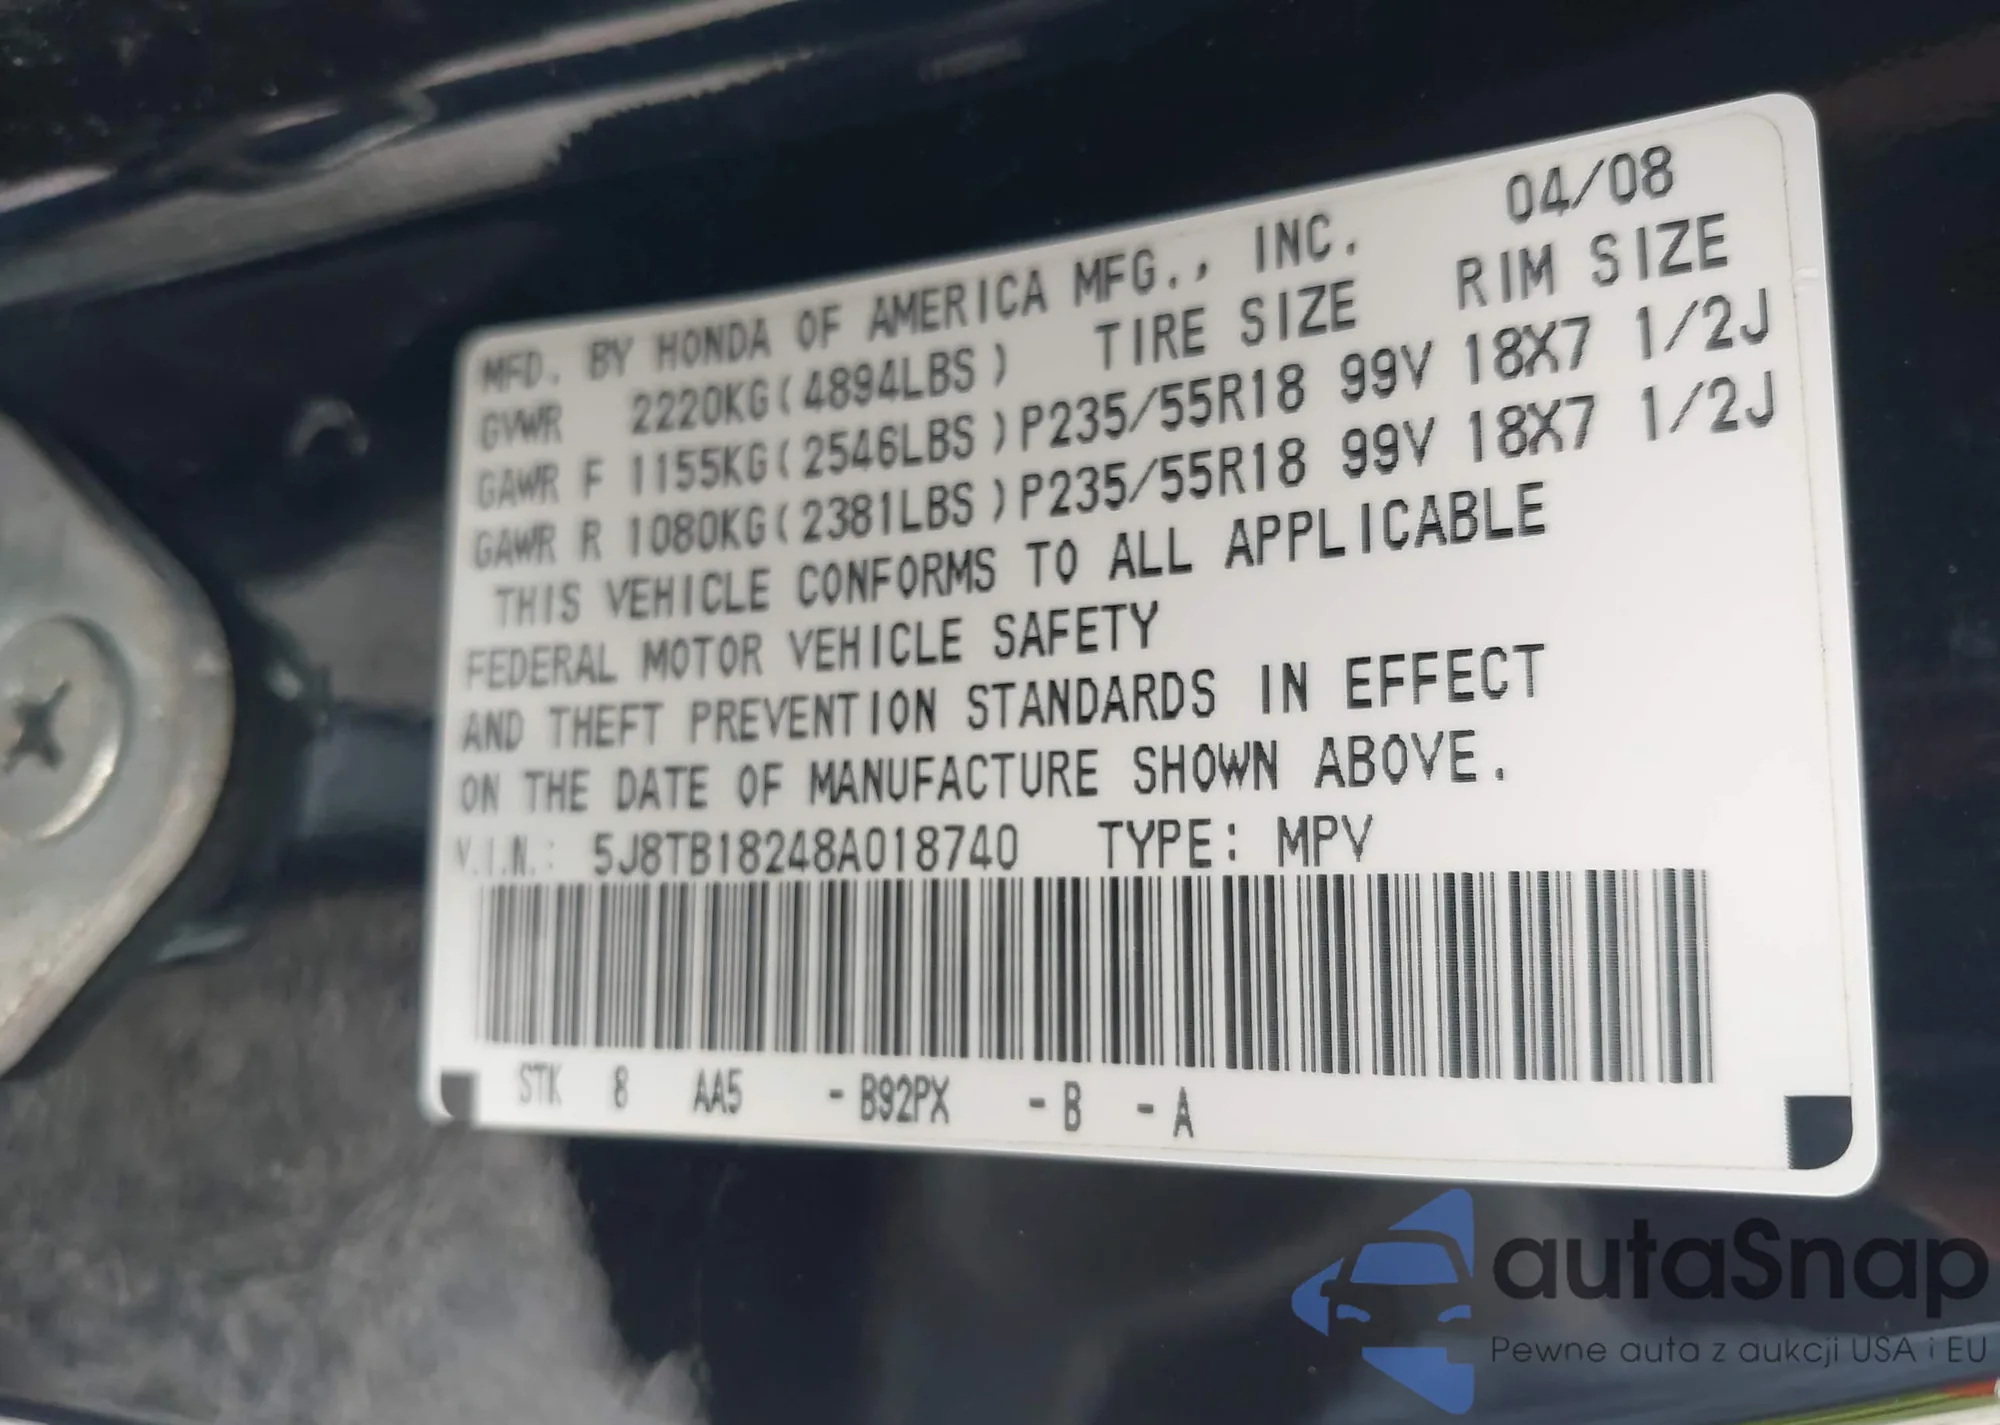 MFD. BY HONDA OF AMERICA MFG., INC. 04/08
GVWR 2220KG(4894LBS) TIRE SIZE RIM SIZE
GAWR F 1155KG(2546LBS)P235/55R18 99V 18X7 1/2J
GAWR R 1080KG(2381LBS)P235/55R18 99V 18X7 1/2J
THIS VEHICLE CONFORMS TO ALL APPLICABLE
FEDERAL MOTOR VEHICLE SAFETY
AND THEFT PREVENTION STANDARDS IN EFFECT
ON THE DATE OF MANUFACTURE SHOWN ABOVE.
V.I.N.: 5J8TB18248A018740 TYPE: MPV
STK 8 AA5 -B92PX -B -A
autaSnap
Pewne auta z aukcji USA i EU